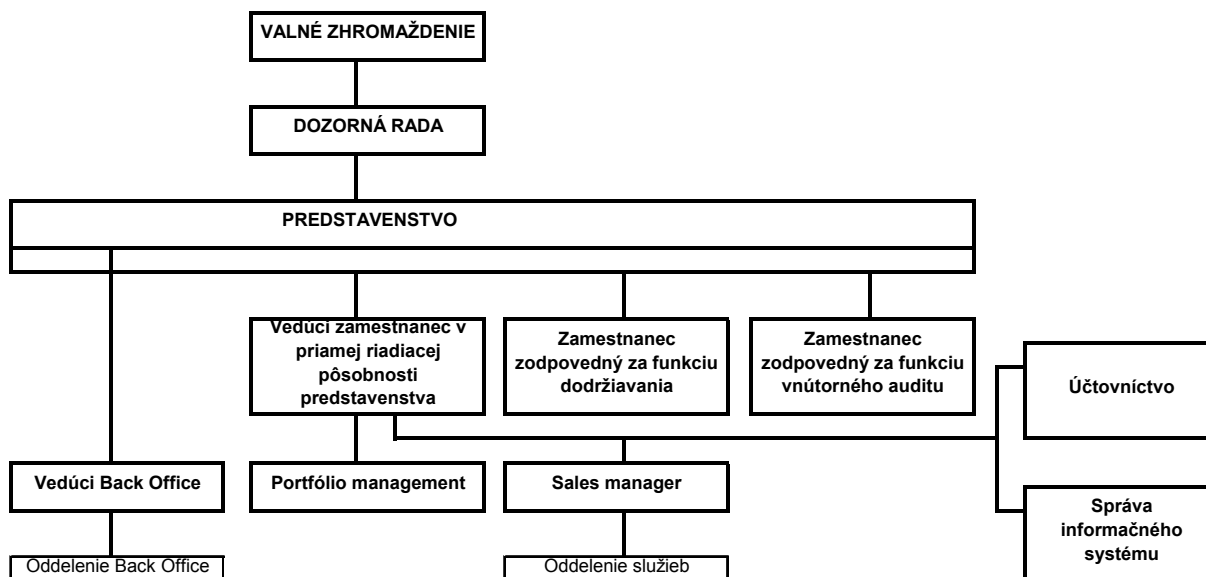 VALNÉ ZHROMAŽDENIE
DOZORNÁ RADA
PREDSTAVENSTVO
Vedúci zamestnanec v
priamej riadiacej
pôsobnosti
predstavenstva
Zamestnanec
zodpovedný za funkciu
dodržiavania
Zamestnanec
zodpovedný za funkciu
vnútorného auditu
Účtovníctvo
Vedúci Back Office
Portfólio management
Sales manager
Správa
informačného
systému
Oddelenie Back Office
Oddelenie služieb